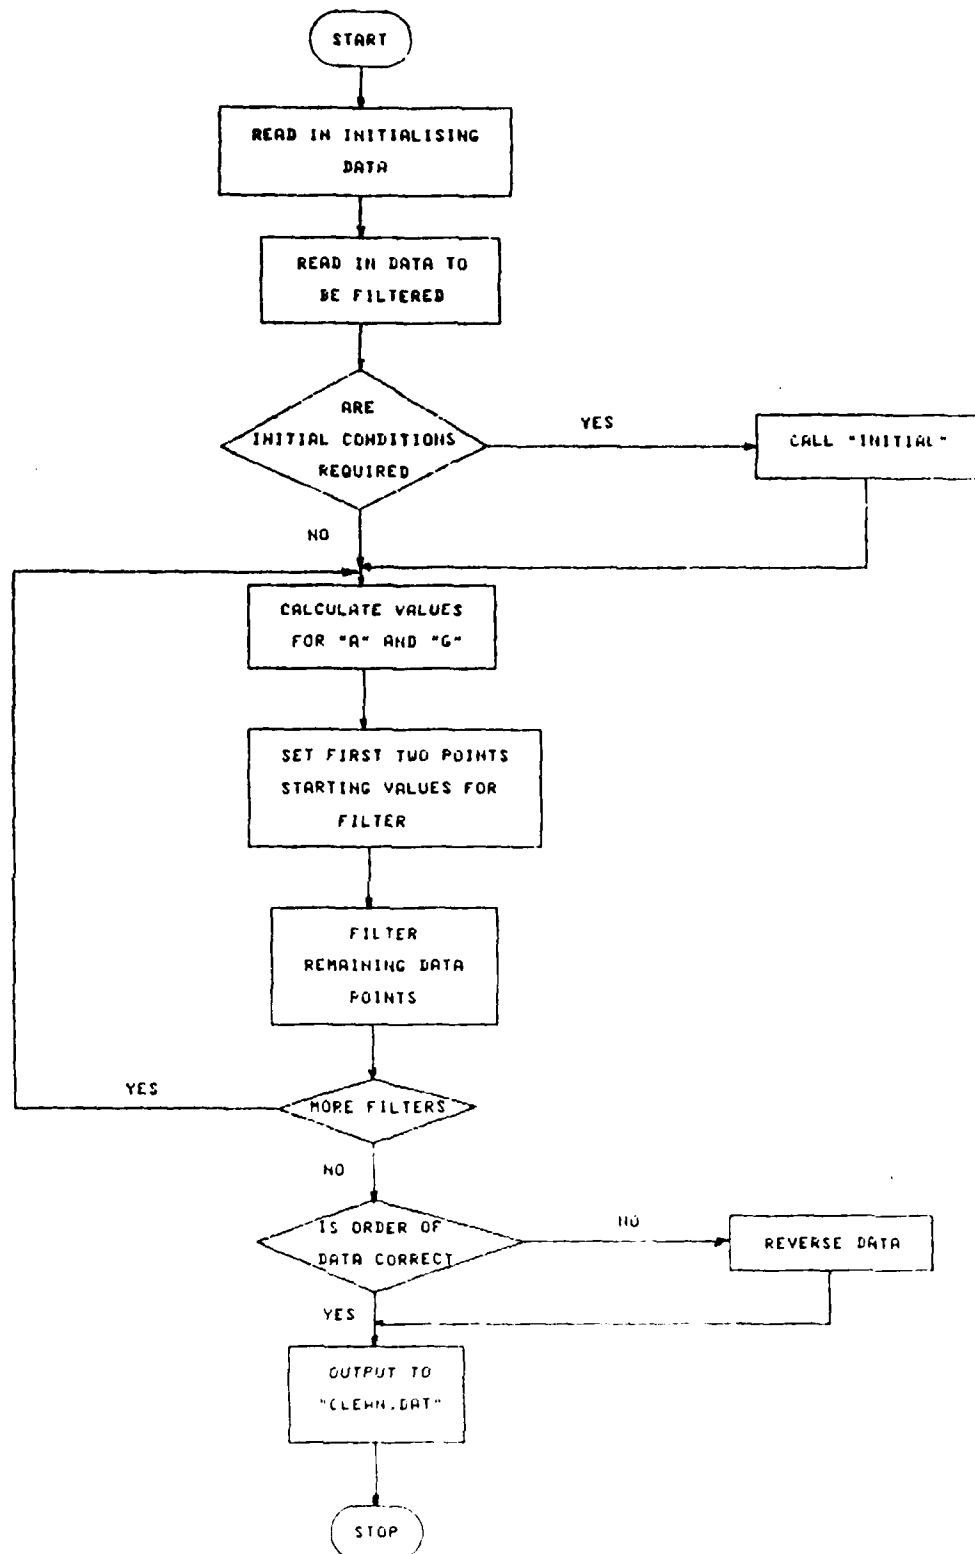 START
READ IN INITIALISING
DATA
READ IN DATA TO
BE FILTERED
ARE
INITIAL CONDITIONS
REQUIRED
YES
CALL "INITIAL"
NO
CALCULATE VALUES
FOR "A" AND "G"
SET FIRST TWO POINTS
STARTING VALUES FOR
FILTER
FILTER
REMAINING DATA
POINTS
YES
MORE FILTERS
NO
IS ORDER OF
DATA CORRECT
NO
REVERSE DATA
YES
OUTPUT TO
"CLEAN.DAT"
STOP